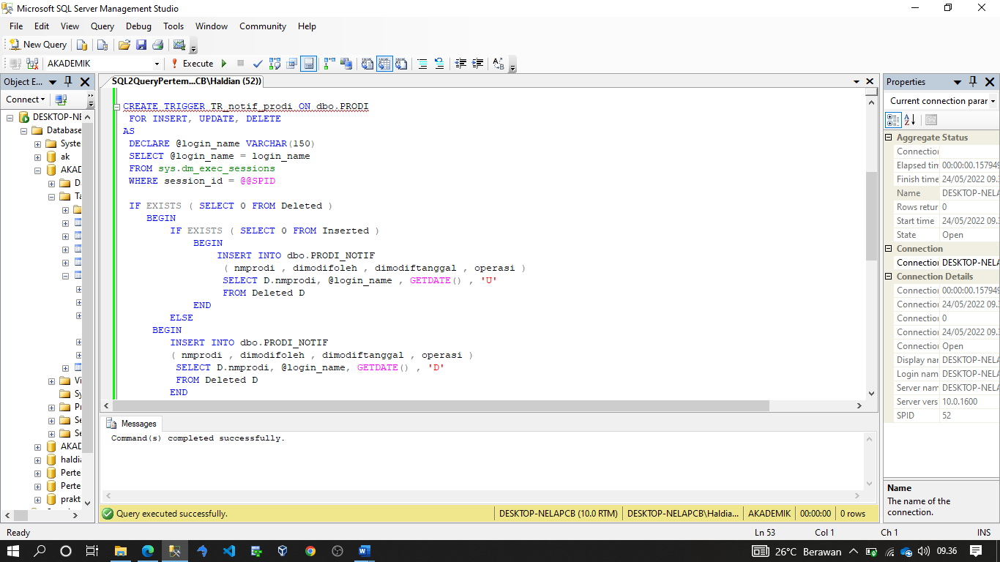 Microsoft SQL Server Management Studio
File Edit View Query Debug Tools Window Community Help
New Query
AKADEMIK Execute
Object E...
Connect
DESKTOP-NE
Database
Syste
ak
AKAD
D
Ta
Vi
Sy
Pr
Se
Se
AKAD
haldia
Perte
Perte
prakt
SQL2QueryPertem...CB\Haldian (52))
CREATE TRIGGER TR_notif_prodi ON dbo.PRODI
FOR INSERT, UPDATE, DELETE
AS
DECLARE @login_name VARCHAR(150)
SELECT @login_name = login_name
FROM sys.dm_exec_sessions
WHERE session_id = @@SPID
IF EXISTS ( SELECT 0 FROM Deleted )
BEGIN
IF EXISTS ( SELECT 0 FROM Inserted )
BEGIN
INSERT INTO dbo.PRODI_NOTIF
( nmprodi , dimodifoleh , dimodiftanggal , operasi )
SELECT D.nmprodi, @login_name , GETDATE() , 'U'
FROM Deleted D
END
ELSE
BEGIN
INSERT INTO dbo.PRODI_NOTIF
( nmprodi , dimodifoleh , dimodiftanggal , operasi )
SELECT D.nmprodi, @login_name, GETDATE() , 'D'
FROM Deleted D
END
Messages
Command(s) completed successfully.
Query executed successfully. DESKTOP-NELAPCB (10.0 RTM) DESKTOP-NELAPCB\Haldia... AKADEMIK 00:00:00 0 rows
Properties
Current connection parar
Aggregate Status
Connection
Elapsed tim 00:00:00.157949
Finish time 24/05/2022 09.3
Name DESKTOP-NELA
Rows retur 0
Start time 24/05/2022 09.3
State Open
Connection
Connection DESKTOP-NELA
Connection Details
Connection 00:00:00.157949
Connection 24/05/2022 09.3
Connection 0
Connection 24/05/2022 09.3
Connection Open
Display nar DESKTOP-NELA
Login nam DESKTOP-NELA
Server nam DESKTOP-NELA
Server vers 10.0.1600
SPID 52
Name
The name of the
connection.
Ready Ln 53 Col 1 Ch 1 INS
26°C Berawan 09.36